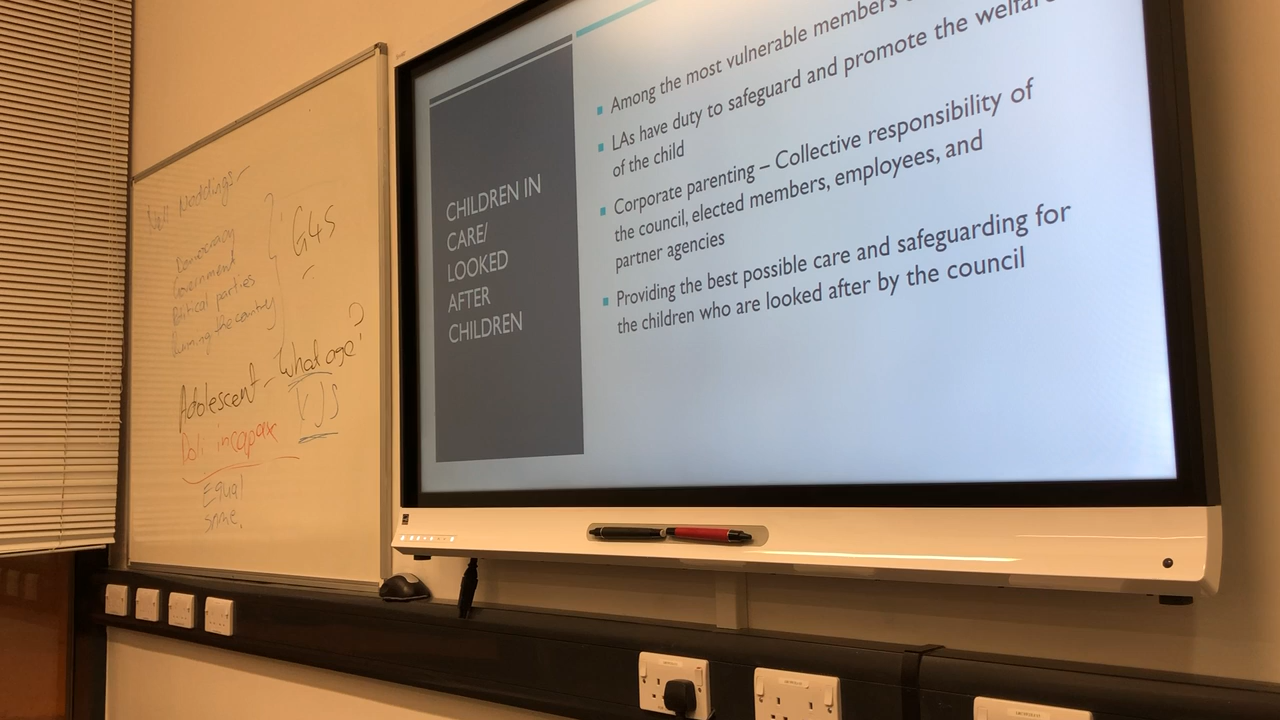 Nell Noddings -
Democracy
Government
Political parties
Running the country
G4S
Adolescent - What age?
YJS
Doli incapax
Equal
same.
CHILDREN IN
CARE/
LOOKED
AFTER
CHILDREN
Among the most vulnerable members
LAs have duty to safeguard and promote the welfare
of the child
Corporate parenting – Collective responsibility of
the council, elected members, employees, and
partner agencies
Providing the best possible care and safeguarding for
the children who are looked after by the council